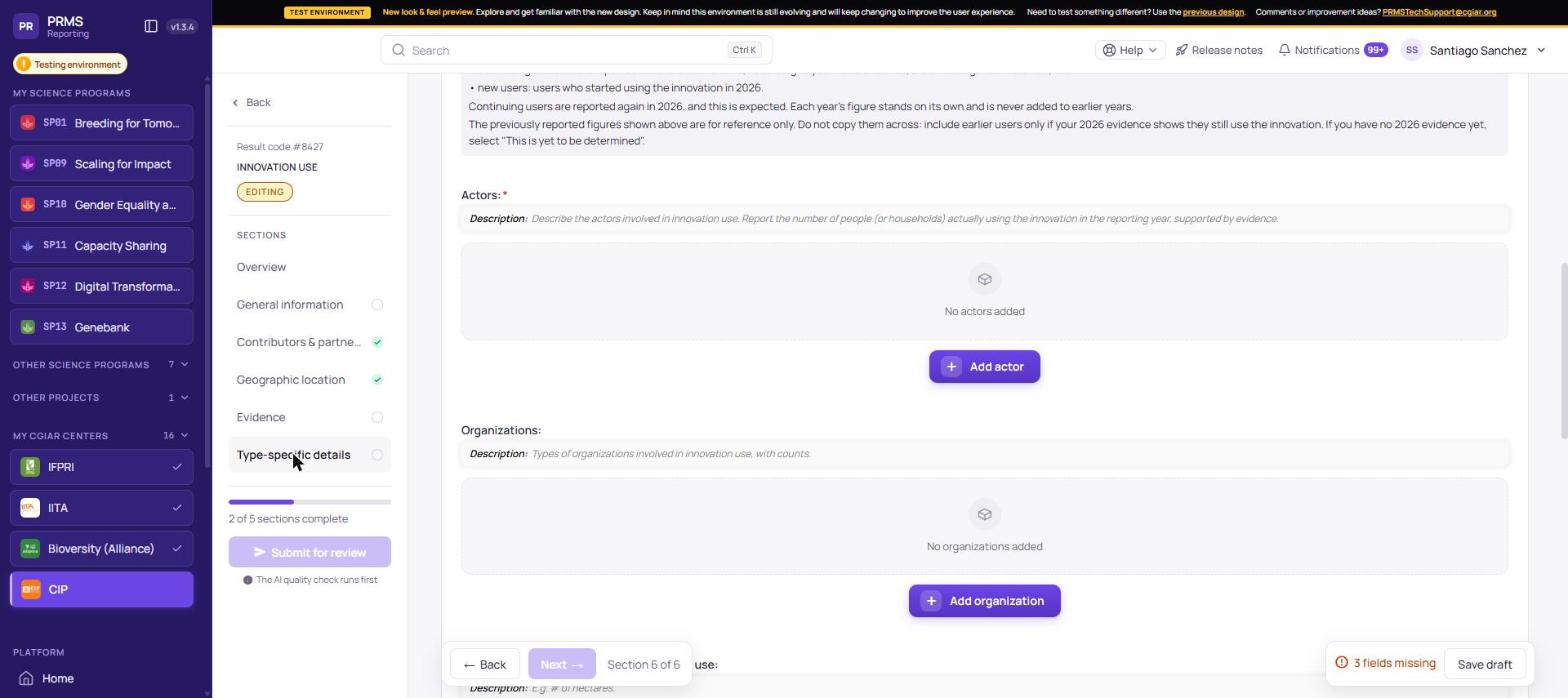 TEST ENVIRONMENT
New look & feel preview. Explore and get familiar with the new design. Keep in mind this environment is still evolving and will keep changing to improve the user experience.
Need to test something different? Use the previous design.
Comments or improvement ideas? PRMSTechSupport@cgiar.org
PR
PRMS
Reporting
v1.3.4
Testing environment
MY SCIENCE PROGRAMS
SP01 Breeding for Tomo...
SP09 Scaling for Impact
SP10 Gender Equality a...
SP11 Capacity Sharing
SP12 Digital Transforma...
SP13 Genebank
OTHER SCIENCE PROGRAMS 7
OTHER PROJECTS 1
MY CGIAR CENTERS 16
IFPRI
IITA
Bioversity (Alliance)
CIP
PLATFORM
Home
Search
Ctrl K
Help
Release notes
Notifications 99+
SS Santiago Sanchez
Back
Result code #8427
INNOVATION USE
EDITING
SECTIONS
Overview
General information
Contributors & partne...
Geographic location
Evidence
Type-specific details
2 of 5 sections complete
Submit for review
The AI quality check runs first
• new users: users who started using the innovation in 2026.
Continuing users are reported again in 2026, and this is expected. Each year's figure stands on its own and is never added to earlier years.
The previously reported figures shown above are for reference only. Do not copy them across: include earlier users only if your 2026 evidence shows they still use the innovation. If you have no 2026 evidence yet,
select "This is yet to be determined".
Actors:*
Description: Describe the actors involved in innovation use. Report the number of people (or households) actually using the innovation in the reporting year, supported by evidence.
No actors added
+ Add actor
Organizations:
Description: Types of organizations involved in innovation use, with counts.
No organizations added
+ Add organization
use:
Description: E.g. # of hectares.
← Back
Next →
Section 6 of 6
3 fields missing
Save draft